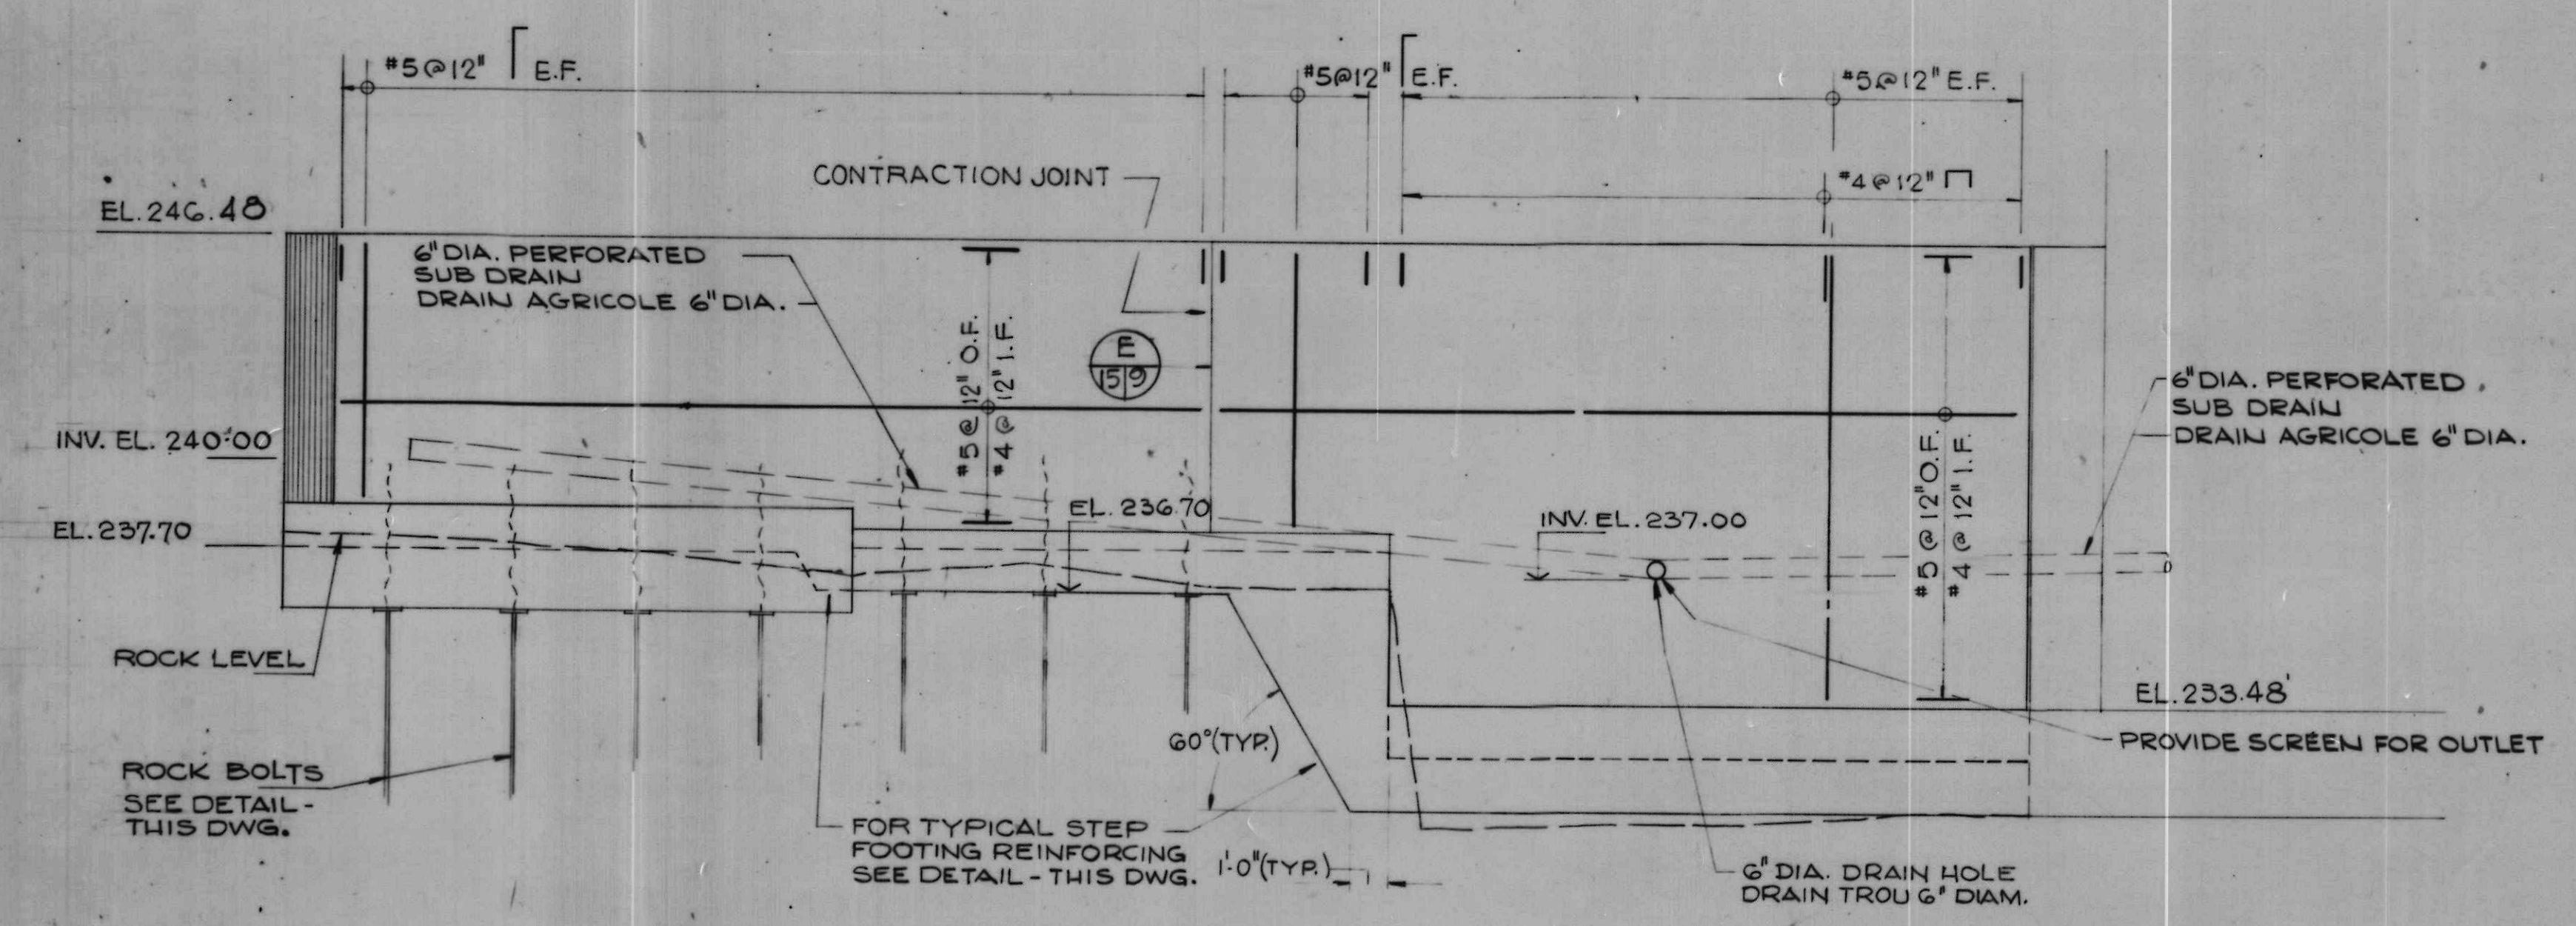 #5@12" E.F.
#5@12" E.F.
#5@12" E.F.
#4@12"
CONTRACTION JOINT
EL. 246.48
6" DIA. PERFORATED
SUB DRAIN
DRAIN AGRICOLE 6" DIA.
#5@12" O.F.
#4@12" I.F.
E
15|9
6" DIA. PERFORATED
SUB DRAIN
DRAIN AGRICOLE 6" DIA.
INV. EL. 240.00
EL. 236.70
INV. EL. 237.00
#5@12" O.F.
#4@12" I.F.
EL. 237.70
ROCK LEVEL
EL. 233.48'
60°(TYP.)
PROVIDE SCREEN FOR OUTLET
ROCK BOLTS
SEE DETAIL -
THIS DWG.
FOR TYPICAL STEP
FOOTING REINFORCING
SEE DETAIL - THIS DWG.
1'-0"(TYP.)
6" DIA. DRAIN HOLE
DRAIN TROU 6" DIAM.